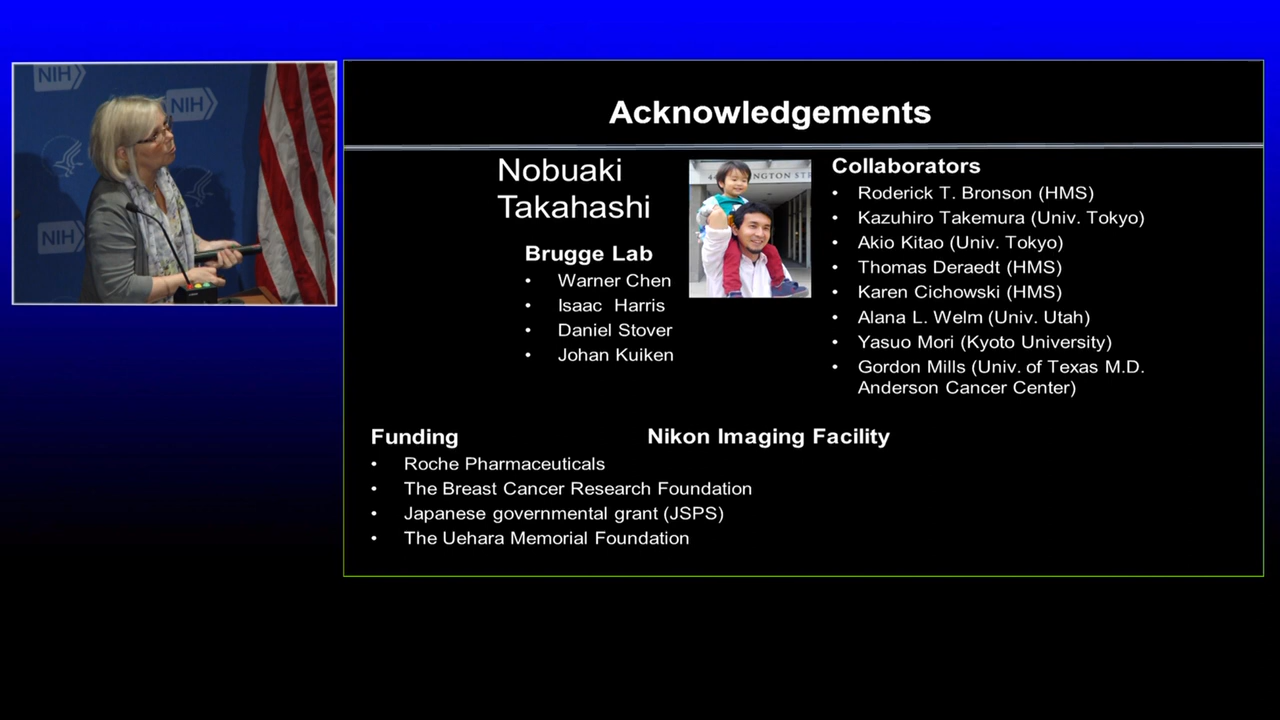 NIH
NIH
NIH
Acknowledgements
Nobuaki
Takahashi
Brugge Lab
• Warner Chen
• Isaac Harris
• Daniel Stover
• Johan Kuiken
Collaborators
• Roderick T. Bronson (HMS)
• Kazuhiro Takemura (Univ. Tokyo)
• Akio Kitao (Univ. Tokyo)
• Thomas Deraedt (HMS)
• Karen Cichowski (HMS)
• Alana L. Welm (Univ. Utah)
• Yasuo Mori (Kyoto University)
• Gordon Mills (Univ. of Texas M.D.
Anderson Cancer Center)
Funding
• Roche Pharmaceuticals
• The Breast Cancer Research Foundation
• Japanese governmental grant (JSPS)
• The Uehara Memorial Foundation
Nikon Imaging Facility